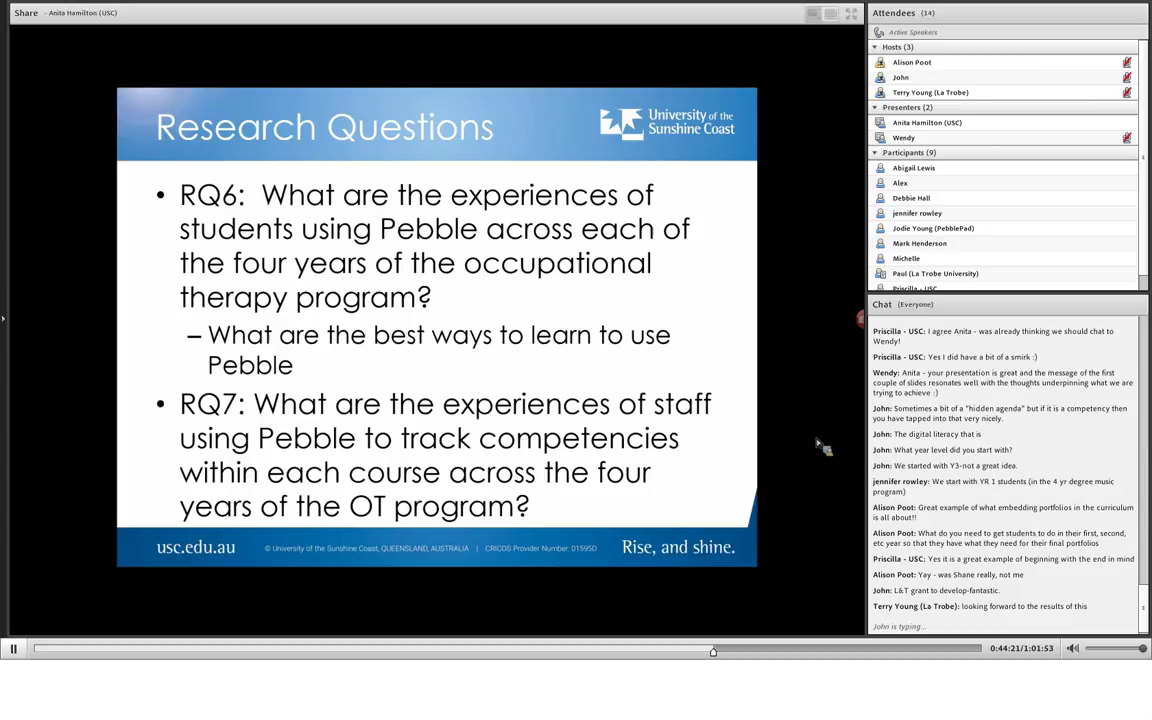 Share - Anita Hamilton (USC)
Research Questions
University of the
Sunshine Coast
• RQ6: What are the experiences of
students using Pebble across each of
the four years of the occupational
therapy program?
– What are the best ways to learn to use
Pebble
• RQ7: What are the experiences of staff
using Pebble to track competencies
within each course across the four
years of the OT program?
usc.edu.au
© University of the Sunshine Coast, QUEENSLAND, AUSTRALIA | CRICOS Provider Number: 01595D
Rise, and shine.
Attendees (14)
Active Speakers
Hosts (3)
Alison Poot
John
Terry Young (La Trobe)
Presenters (2)
Anita Hamilton (USC)
Wendy
Participants (9)
Abigail Lewis
Alex
Debbie Hall
jennifer rowley
Jodie Young (PebblePad)
Mark Henderson
Michelle
Paul (La Trobe University)
Priscilla - USC
Chat (Everyone)
Priscilla - USC: I agree Anita - was already thinking we should chat to
Wendy!
Priscilla - USC: Yes I did have a bit of a smirk :)
Wendy: Anita - your presentation is great and the message of the first
couple of slides resonates well with the thoughts underpinning what we are
trying to achieve :)
John: Sometimes a bit of a "hidden agenda" but if it is a competency then
you have tapped into that very nicely.
John: The digital literacy that is
John: What year level did you start with?
John: We started with Y3-not a great idea.
jennifer rowley: We start with YR 1 students (in the 4 yr degree music
program)
Alison Poot: Great example of what embedding portfolios in the curriculum
is all about!!
Alison Poot: What do you need to get students to do in their first, second,
etc year so that they have what they need for their final portfolios
Priscilla - USC: Yes it is a great example of beginning with the end in mind
Alison Poot: Yay - was Shane really, not me
John: L&T grant to develop-fantastic.
Terry Young (La Trobe): looking forward to the results of this
John is typing...
0:44:21/1:01:53